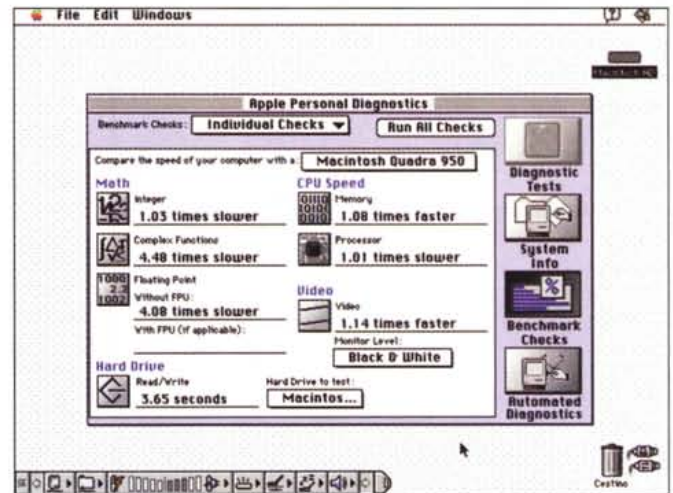 File Edit Windows
Apple Personal Diagnostics
Benchmark Checks: Individual Checks Run All Checks
Compare the speed of your computer with a: Macintosh Quadra 950
Math
Integer
1.03 times slower
Complex Functions
4.48 times slower
Floating Point
Without FPU:
4.08 times slower
With FPU (if applicable):
CPU Speed
Memory
1.08 times faster
Processor
1.01 times slower
Video
Video
1.14 times faster
Monitor Level:
Black & White
Hard Drive
Read/Write
3.65 seconds
Hard Drive to test:
Macintos...
Diagnostic
Tests
System
Info
Benchmark
Checks
Automated
Diagnostics
Cestino